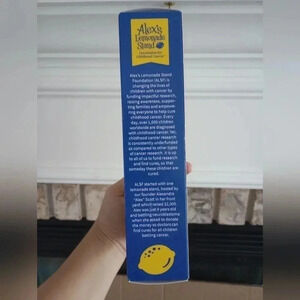 Alex's
Lemonade
Stand
Foundation for
Childhood Cancer
Alex's Lemonade Stand
Foundation (ALSF) is
changing the lives of
children with cancer by
funding impactful research,
raising awareness, support-
ing families and empower-
ing everyone to help cure
childhood cancer. Every
day, over 1,000 children
worldwide are diagnosed
with childhood cancer. Yet,
childhood cancer research
is consistently underfunded
as compared to other types
of cancer research. It is up
to all of us to fund research
and find cures, so that
someday these children are
cured.
ALSF started with one
lemonade stand, hosted by
our founder Alexandra
"Alex" Scott in her front
yard which raised $2,000.
Alex was just 4 years old
and battling neuroblastoma
when she asked to donate
the money so doctors can
find cures for all children
battling cancer.